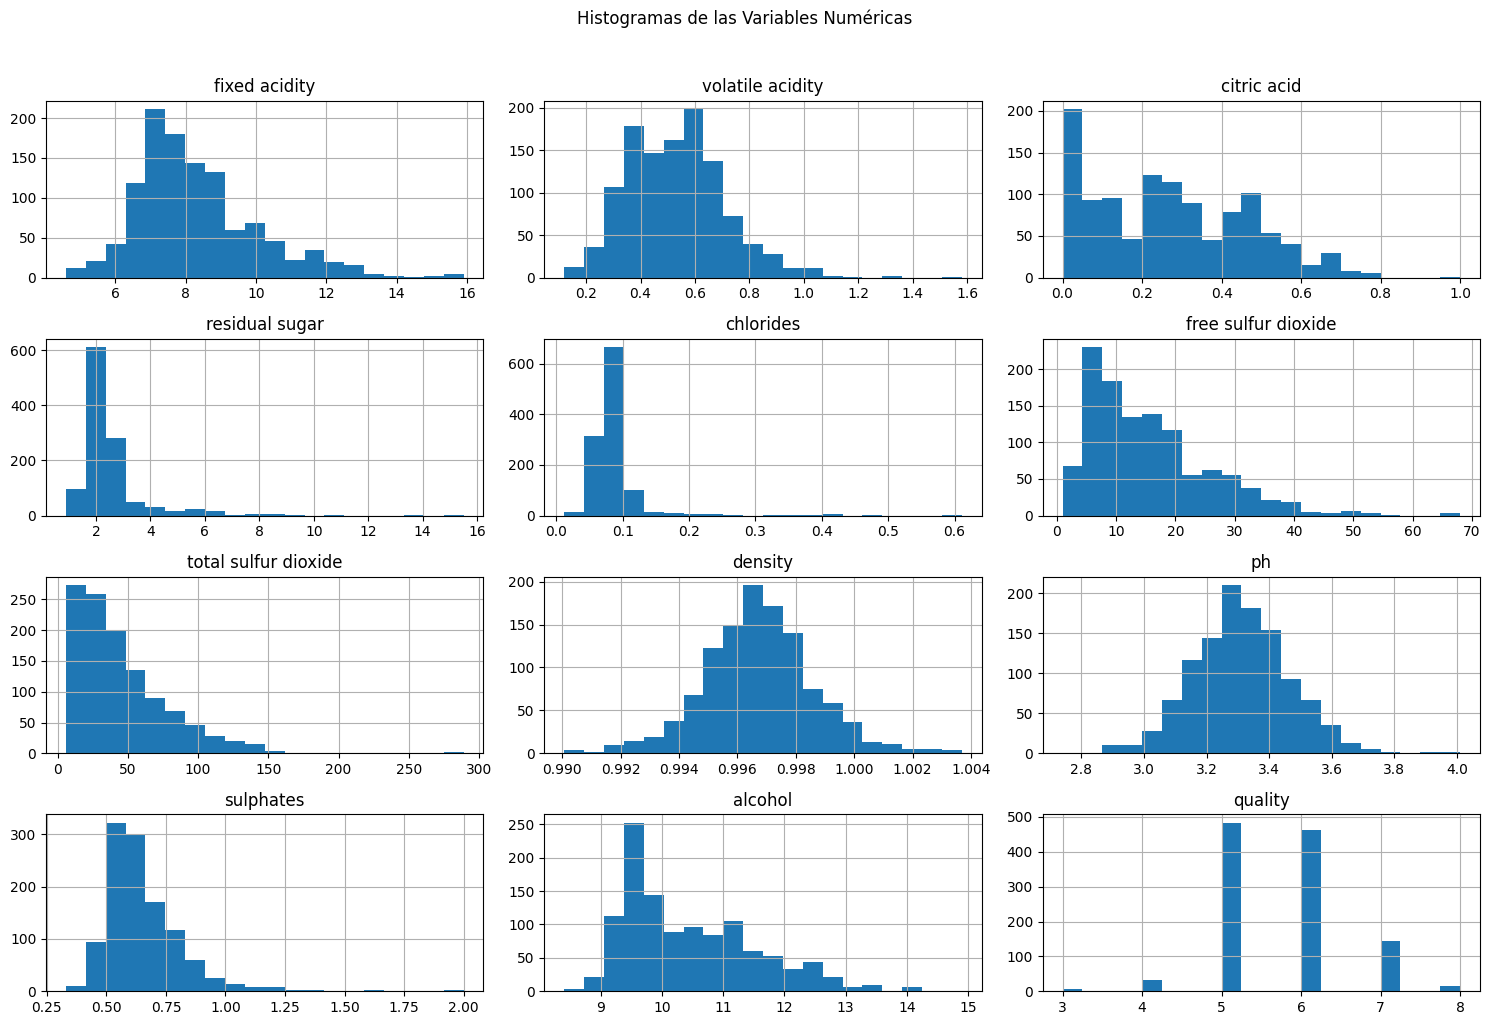 Histogramas de las Variables Numéricas
fixed acidity
volatile acidity
citric acid
200
150
100
50
0
6 8 10 12 14 16
200
150
100
50
0
0.2 0.4 0.6 0.8 1.0 1.2 1.4 1.6
200
150
100
50
0
0.0 0.2 0.4 0.6 0.8 1.0
residual sugar
chlorides
free sulfur dioxide
600
400
200
0
2 4 6 8 10 12 14 16
600
400
200
0
0.0 0.1 0.2 0.3 0.4 0.5 0.6
200
150
100
50
0
0 10 20 30 40 50 60 70
total sulfur dioxide
density
ph
250
200
150
100
50
0
0 50 100 150 200 250 300
200
150
100
50
0
0.990 0.992 0.994 0.996 0.998 1.000 1.002 1.004
200
150
100
50
0
2.8 3.0 3.2 3.4 3.6 3.8 4.0
sulphates
alcohol
quality
300
200
100
0
0.25 0.50 0.75 1.00 1.25 1.50 1.75 2.00
250
200
150
100
50
0
9 10 11 12 13 14 15
500
400
300
200
100
0
3 4 5 6 7 8